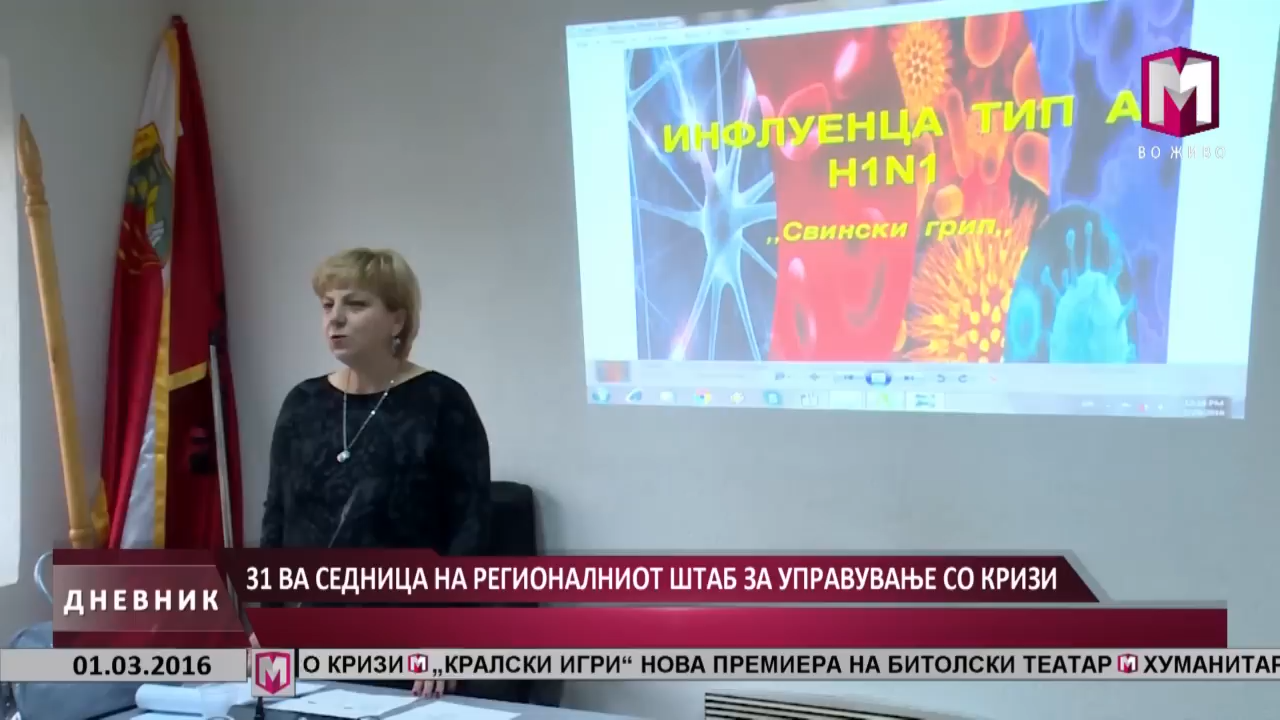 ИНФЛУЕНЦА ТИП А
H1N1
„Свински грип„
М
ВО ЖИВО
31 ВА СЕДНИЦА НА РЕГИОНАЛНИОТ ШТАБ ЗА УПРАВУВАЊЕ СО КРИЗИ
ДНЕВНИК
01.03.2016 М О КРИЗИ М „КРАЛСКИ ИГРИ“ НОВА ПРЕМИЕРА НА БИТОЛСКИ ТЕАТАР М ХУМАНИТАР